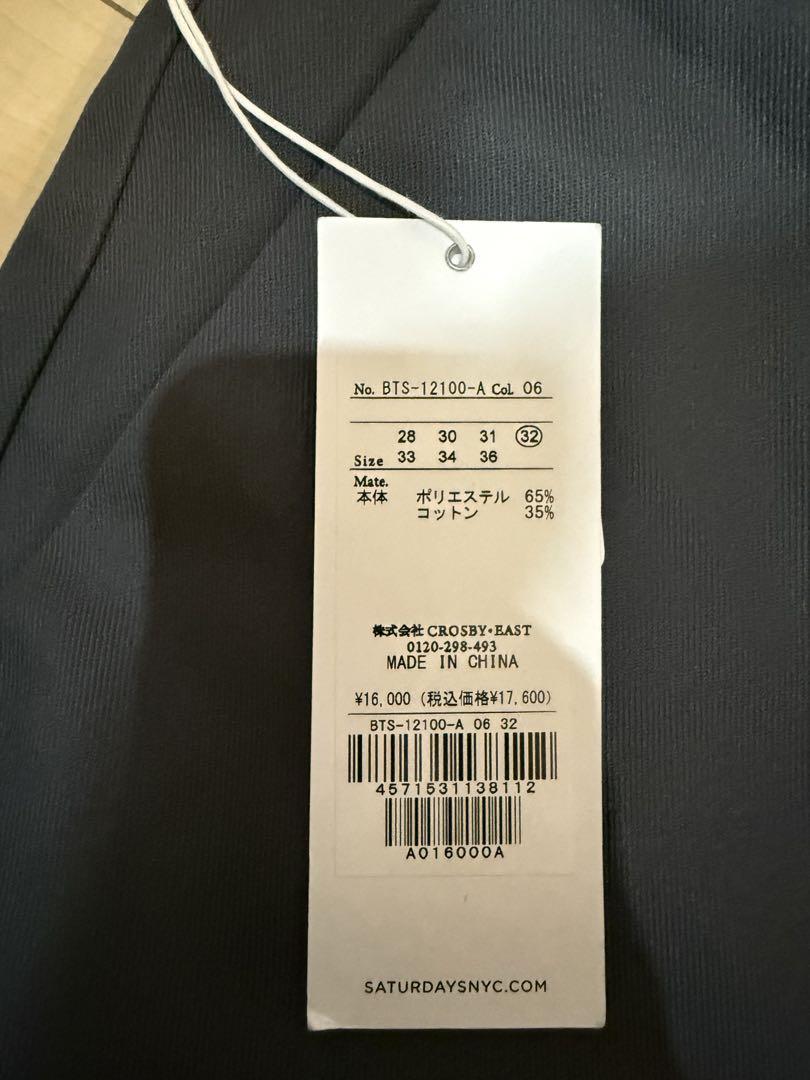 No. BTS-12100-A Col. 06
28 30 31 32
Size 33 34 36
Mate.
本体 ポリエステル 65%
コットン 35%
株式会社 CROSBY・EAST
0120-298-493
MADE IN CHINA
¥16,000 (税込価格¥17,600)
BTS-12100-A 06 32
4571531138112
A016000A
SATURDAYSNYC.COM